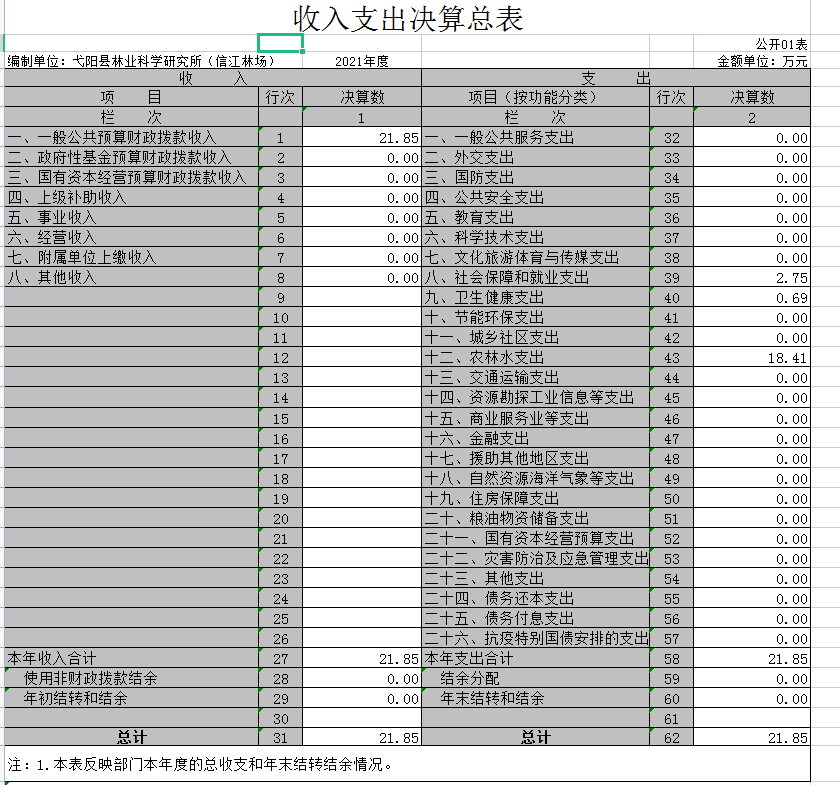 收入支出决算总表
公开01表
编制单位：弋阳县林业科学研究所（信江林场） 2021年度 金额单位：万元
收 入 支 出
项 目 行次 决算数 项目（按功能分类） 行次 决算数
栏 次 1 栏 次 2
一、一般公共预算财政拨款收入 1 21.85 一、一般公共服务支出 32 0.00
二、政府性基金预算财政拨款收入 2 0.00 二、外交支出 33 0.00
三、国有资本经营预算财政拨款收入 3 0.00 三、国防支出 34 0.00
四、上级补助收入 4 0.00 四、公共安全支出 35 0.00
五、事业收入 5 0.00 五、教育支出 36 0.00
六、经营收入 6 0.00 六、科学技术支出 37 0.00
七、附属单位上缴收入 7 0.00 七、文化旅游体育与传媒支出 38 0.00
八、其他收入 8 0.00 八、社会保障和就业支出 39 2.75
9 九、卫生健康支出 40 0.69
10 十、节能环保支出 41 0.00
11 十一、城乡社区支出 42 0.00
12 十二、农林水支出 43 18.41
13 十三、交通运输支出 44 0.00
14 十四、资源勘探工业信息等支出 45 0.00
15 十五、商业服务业等支出 46 0.00
16 十六、金融支出 47 0.00
17 十七、援助其他地区支出 48 0.00
18 十八、自然资源海洋气象等支出 49 0.00
19 十九、住房保障支出 50 0.00
20 二十、粮油物资储备支出 51 0.00
21 二十一、国有资本经营预算支出 52 0.00
22 二十二、灾害防治及应急管理支出 53 0.00
23 二十三、其他支出 54 0.00
24 二十四、债务还本支出 55 0.00
25 二十五、债务付息支出 56 0.00
26 二十六、抗疫特别国债安排的支出 57 0.00
本年收入合计 27 21.85 本年支出合计 58 21.85
使用非财政拨款结余 28 0.00 结余分配 59 0.00
年初结转和结余 29 0.00 年末结转和结余 60 0.00
30 61
总计 31 21.85 总计 62 21.85
注：1.本表反映部门本年度的总收支和年末结转结余情况。